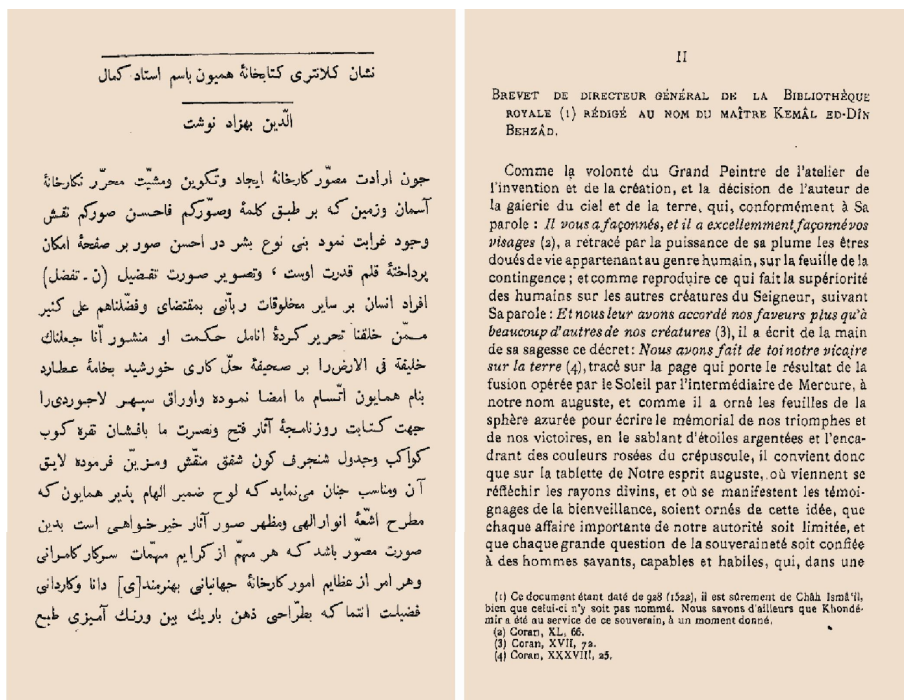 نشان کلانتری کتابخانهٔ همیون باسم استاد کمال
الدّین بهزاد نوشت
جون ارادت مصوّر کارخانهٔ ایجاد وتکوین ومشیّت محرّر نکارخانهٔ
آسمان وزمین که بر طبق کلمهٔ وصوّرکم فاحسن صورکم نقش
وجود غرابت نمود بنی نوع بشر در احسن صور بر صفحهٔ امکان
پرداختهٔ قلم قدرت اوست ، وتصویر صورت تفضیل (ن ـ تفضل)
افراد انسان بر سایر مخلوقات ربّانی بمقتضای وفضّلناهم علی کثیر
ممّن خلقنا تحریر کردهٔ انامل حکمت او منشور انّا جعلناك
خلیفة فی الارض را بر صحیفهٔ حلّ کاری خورشید بخامهٔ عطارد
بنام همایون اتّسام ما امضا نموده واوراق سپهر لاجوردی را
جهت کتابت روزنامجهٔ آثار فتح ونصرت ما بافشان نقره کوب
کواکب وجدول شنجرف کون شفق منقّش ومزیّن فرموده لایق
آن ومناسب جنان می‌نماید که لوح ضمیر الهام پذیر همایون که
مطرح اشعّهٔ انوار الهی ومظهر صور آثار خیرخواهی است بدین
صورت مصوّر باشد که هر مهمّ از کرایم مهمّات سرکار کامرانی
وهر امر از عظایم امور کارخانهٔ جهانبانی بهنرمند[ی] دانا وکاردانی
فضیلت انتما که بطرّاحی ذهن باریك بین ورنك آمیزی طبع
II
BREVET DE DIRECTEUR GÉNÉRAL DE LA BIBLIOTHÈQUE
ROYALE (1) RÉDIGÉ AU NOM DU MAÎTRE KEMÂL ED-DÎN
BEHZÂD.
Comme la volonté du Grand Peintre de l'atelier de
l'invention et de la création, et la décision de l'auteur de
la galerie du ciel et de la terre, qui, conformément à Sa
parole : Il vous a façonnés, et il a excellemment façonné vos
visages (2), a retracé par la puissance de sa plume les êtres
doués de vie appartenant au genre humain, sur la feuille de la
contingence ; et comme reproduire ce qui fait la supériorité
des humains sur les autres créatures du Seigneur, suivant
Sa parole : Et nous leur avons accordé nos faveurs plus qu'à
beaucoup d'autres de nos créatures (3), il a écrit de la main
de sa sagesse ce décret : Nous avons fait de toi notre vicaire
sur la terre (4), tracé sur la page qui porte le résultat de la
fusion opérée par le Soleil par l'intermédiaire de Mercure, à
notre nom auguste, et comme il a orné les feuilles de la
sphère azurée pour écrire le mémorial de nos triomphes et
de nos victoires, en le sablant d'étoiles argentées et l'enca-
drant des couleurs rosées du crépuscule, il convient donc
que sur la tablette de Notre esprit auguste, où viennent se
réfléchir les rayons divins, et où se manifestent les témoi-
gnages de la bienveillance, soient ornés de cette idée, que
chaque affaire importante de notre autorité soit limitée, et
que chaque grande question de la souveraineté soit confiée
à des hommes savants, capables et habiles, qui, dans une
(1) Ce document étant daté de 928 (1522), il est sûrement de Châh Ismâ'îl,
bien que celui-ci n'y soit pas nommé. Nous savons d'ailleurs que Khondé-
mir a été au service de ce souverain, à un moment donné.
(2) Coran, XL, 66.
(3) Coran, XVII, 72.
(4) Coran, XXXVIII, 25.